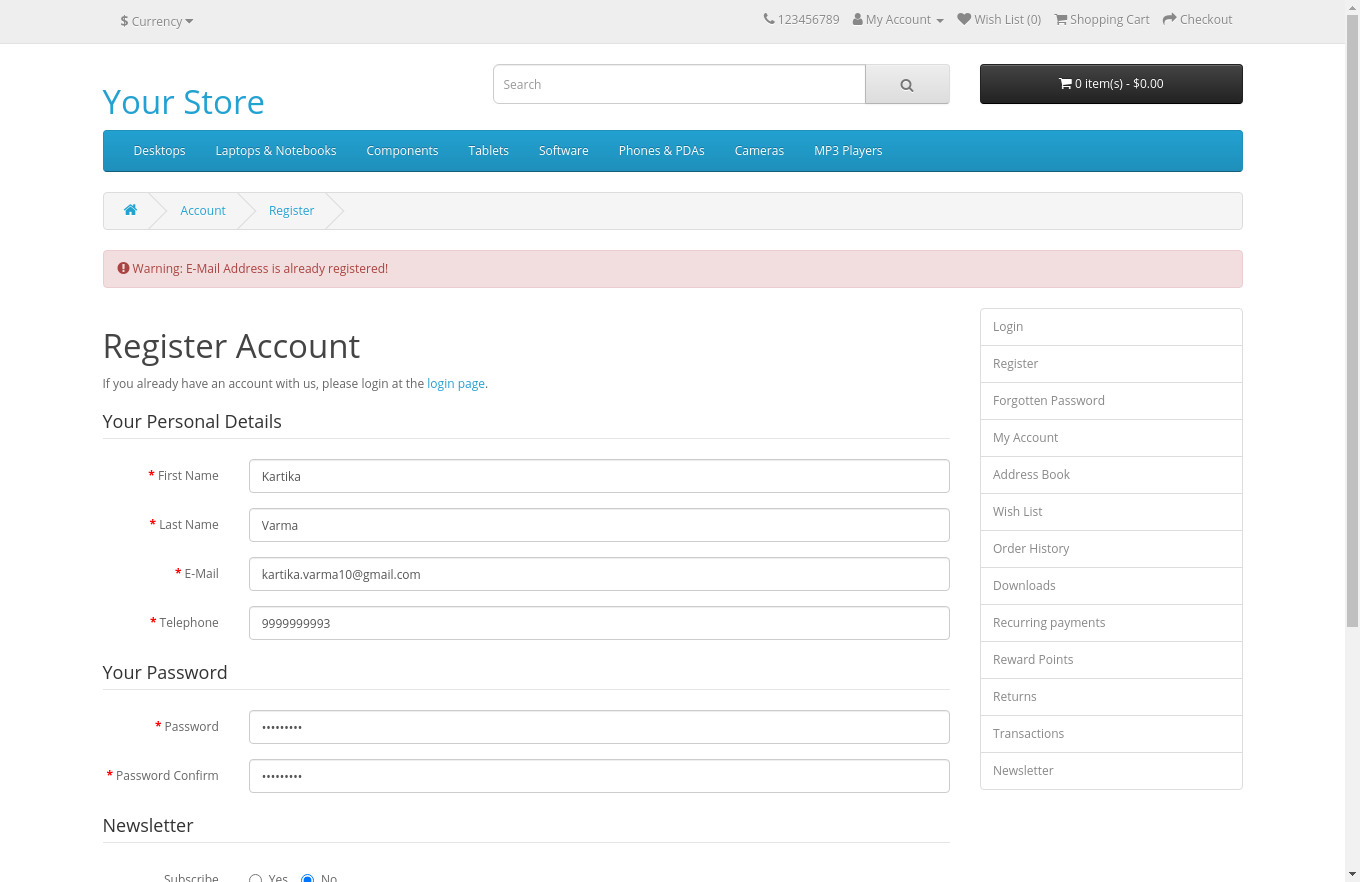 $ Currency
123456789 My Account Wish List (0) Shopping Cart Checkout
Your Store
Search
0 item(s) - $0.00
Desktops Laptops & Notebooks Components Tablets Software Phones & PDAs Cameras MP3 Players
Account Register
Warning: E-Mail Address is already registered!
Register Account
If you already have an account with us, please login at the login page.
Your Personal Details
* First Name Kartika
* Last Name Varma
* E-Mail kartika.varma10@gmail.com
* Telephone 9999999993
Your Password
* Password •••••••••
* Password Confirm •••••••••
Newsletter
Subscribe Yes No
Login
Register
Forgotten Password
My Account
Address Book
Wish List
Order History
Downloads
Recurring payments
Reward Points
Returns
Transactions
Newsletter